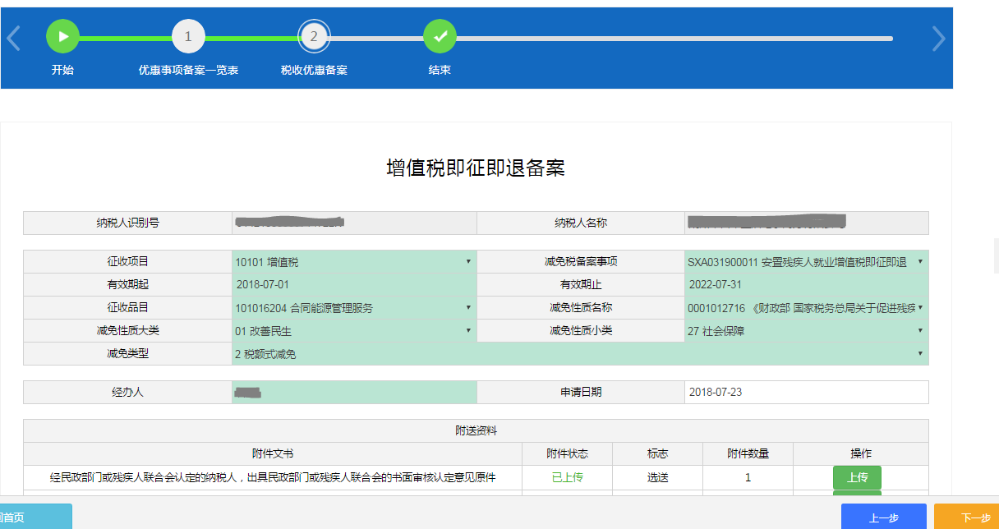 1 2
开始 优惠事项备案一览表 税收优惠备案 结束
增值税即征即退备案
纳税人识别号 纳税人名称
征收项目 10101 增值税 减免税备案事项 SXA031900011 安置残疾人就业增值税即征即退
有效期起 2018-07-01 有效期止 2022-07-31
征收品目 101016204 合同能源管理服务 减免性质名称 0001012716 《财政部 国家税务总局关于促进残疾
减免性质大类 01 改善民生 减免性质小类 27 社会保障
减免类型 2 税额式减免
经办人 申请日期 2018-07-23
附送资料
附件文书 附件状态 标志 附件数量 操作
经民政部门或残疾人联合会认定的纳税人，出具民政部门或残疾人联合会的书面审核认定意见原件 已上传 选送 1 上传
首页 上一步 下一步